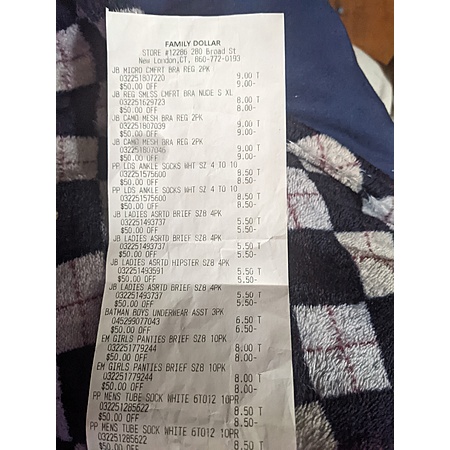 FAMILY DOLLAR
STORE #12286 280 Broad St
New London,CT, 860-772-0193
JB MICRO CMFRT BRA REG 2PK
032251807220 9.00 T
$50.00 OFF 9.00-
JB REG SMLSS CMFRT BRA NUDE S XL
032251629723 8.00 T
$50.00 OFF 8.00-
JB CAMO MESH BRA REG 2PK
032251807039 9.00 T
$50.00 OFF 9.00-
JB CAMO MESH BRA REG 2PK
032251807046 9.00 T
$50.00 OFF 9.00-
PP LDS ANKLE SOCKS WHT SZ 4 TO 10
032251575600 8.50 T
$50.00 OFF 8.50-
PP LDS ANKLE SOCKS WHT SZ 4 TO 10
032251575600 8.50 T
$50.00 OFF 8.50-
JB LADIES ASRTD BRIEF SZ8 4PK
032251493737 5.50 T
$50.00 OFF 5.50-
JB LADIES ASRTD BRIEF SZ8 4PK
032251493737 5.50 T
$50.00 OFF 5.50-
JB LADIES ASRTD HIPSTER SZ8 4PK
032251493591 5.50 T
$50.00 OFF 5.50-
JB LADIES ASRTD BRIEF SZ8 4PK
032251493737 5.50 T
$50.00 OFF 5.50-
BATMAN BOYS UNDERWEAR ASST 3PK
045299077043 6.50 T
$50.00 OFF 6.50-
EM GIRLS PANTIES BRIEF SZ8 10PK
032251779244 8.00 T
$50.00 OFF 8.00-
EM GIRLS PANTIES BRIEF SZ8 10PK
032251779244 8.00 T
$50.00 OFF 8.00-
PP MENS TUBE SOCK WHITE 6TO12 10PR
032251285622 8.50 T
$50.00 OFF 8.50-
PP MENS TUBE SOCK WHITE 6TO12 10PR
032251285622 8.50 T
$50.00 OFF